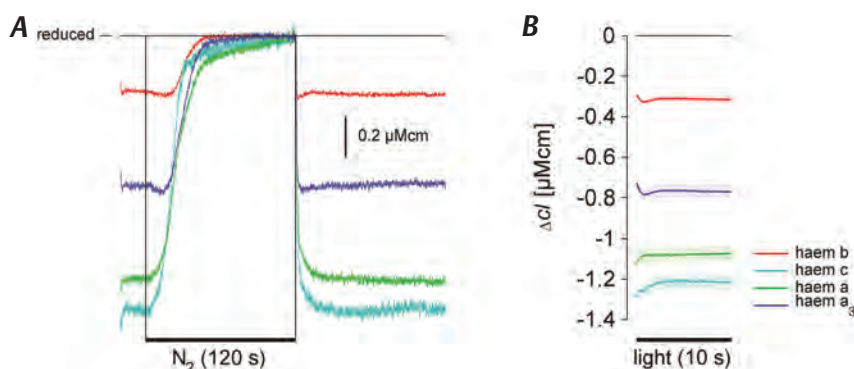 A
reduced
0.2 µMcm
N₂ (120 s)
B
Δcl [µMcm]
0
-0.2
-0.4
-0.6
-0.8
-1
-1.2
-1.4
haem b
haem c
haem a
haem a₃
light (10 s)